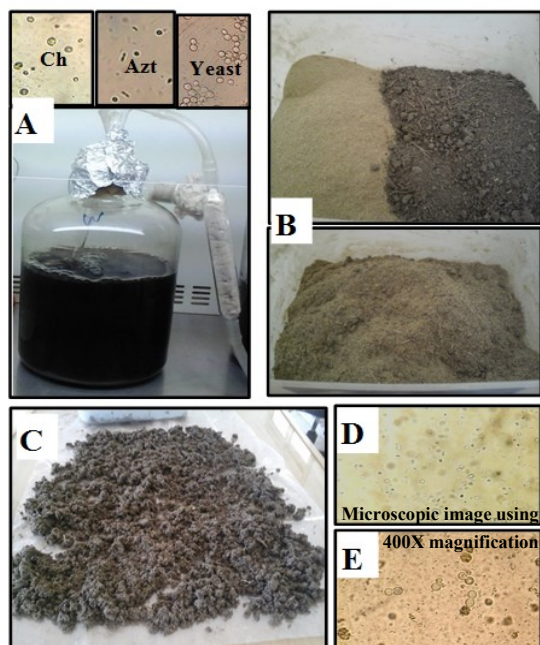 Ch
Azt
Yeast
A
B
C
D
Microscopic image using
400X magnification
E